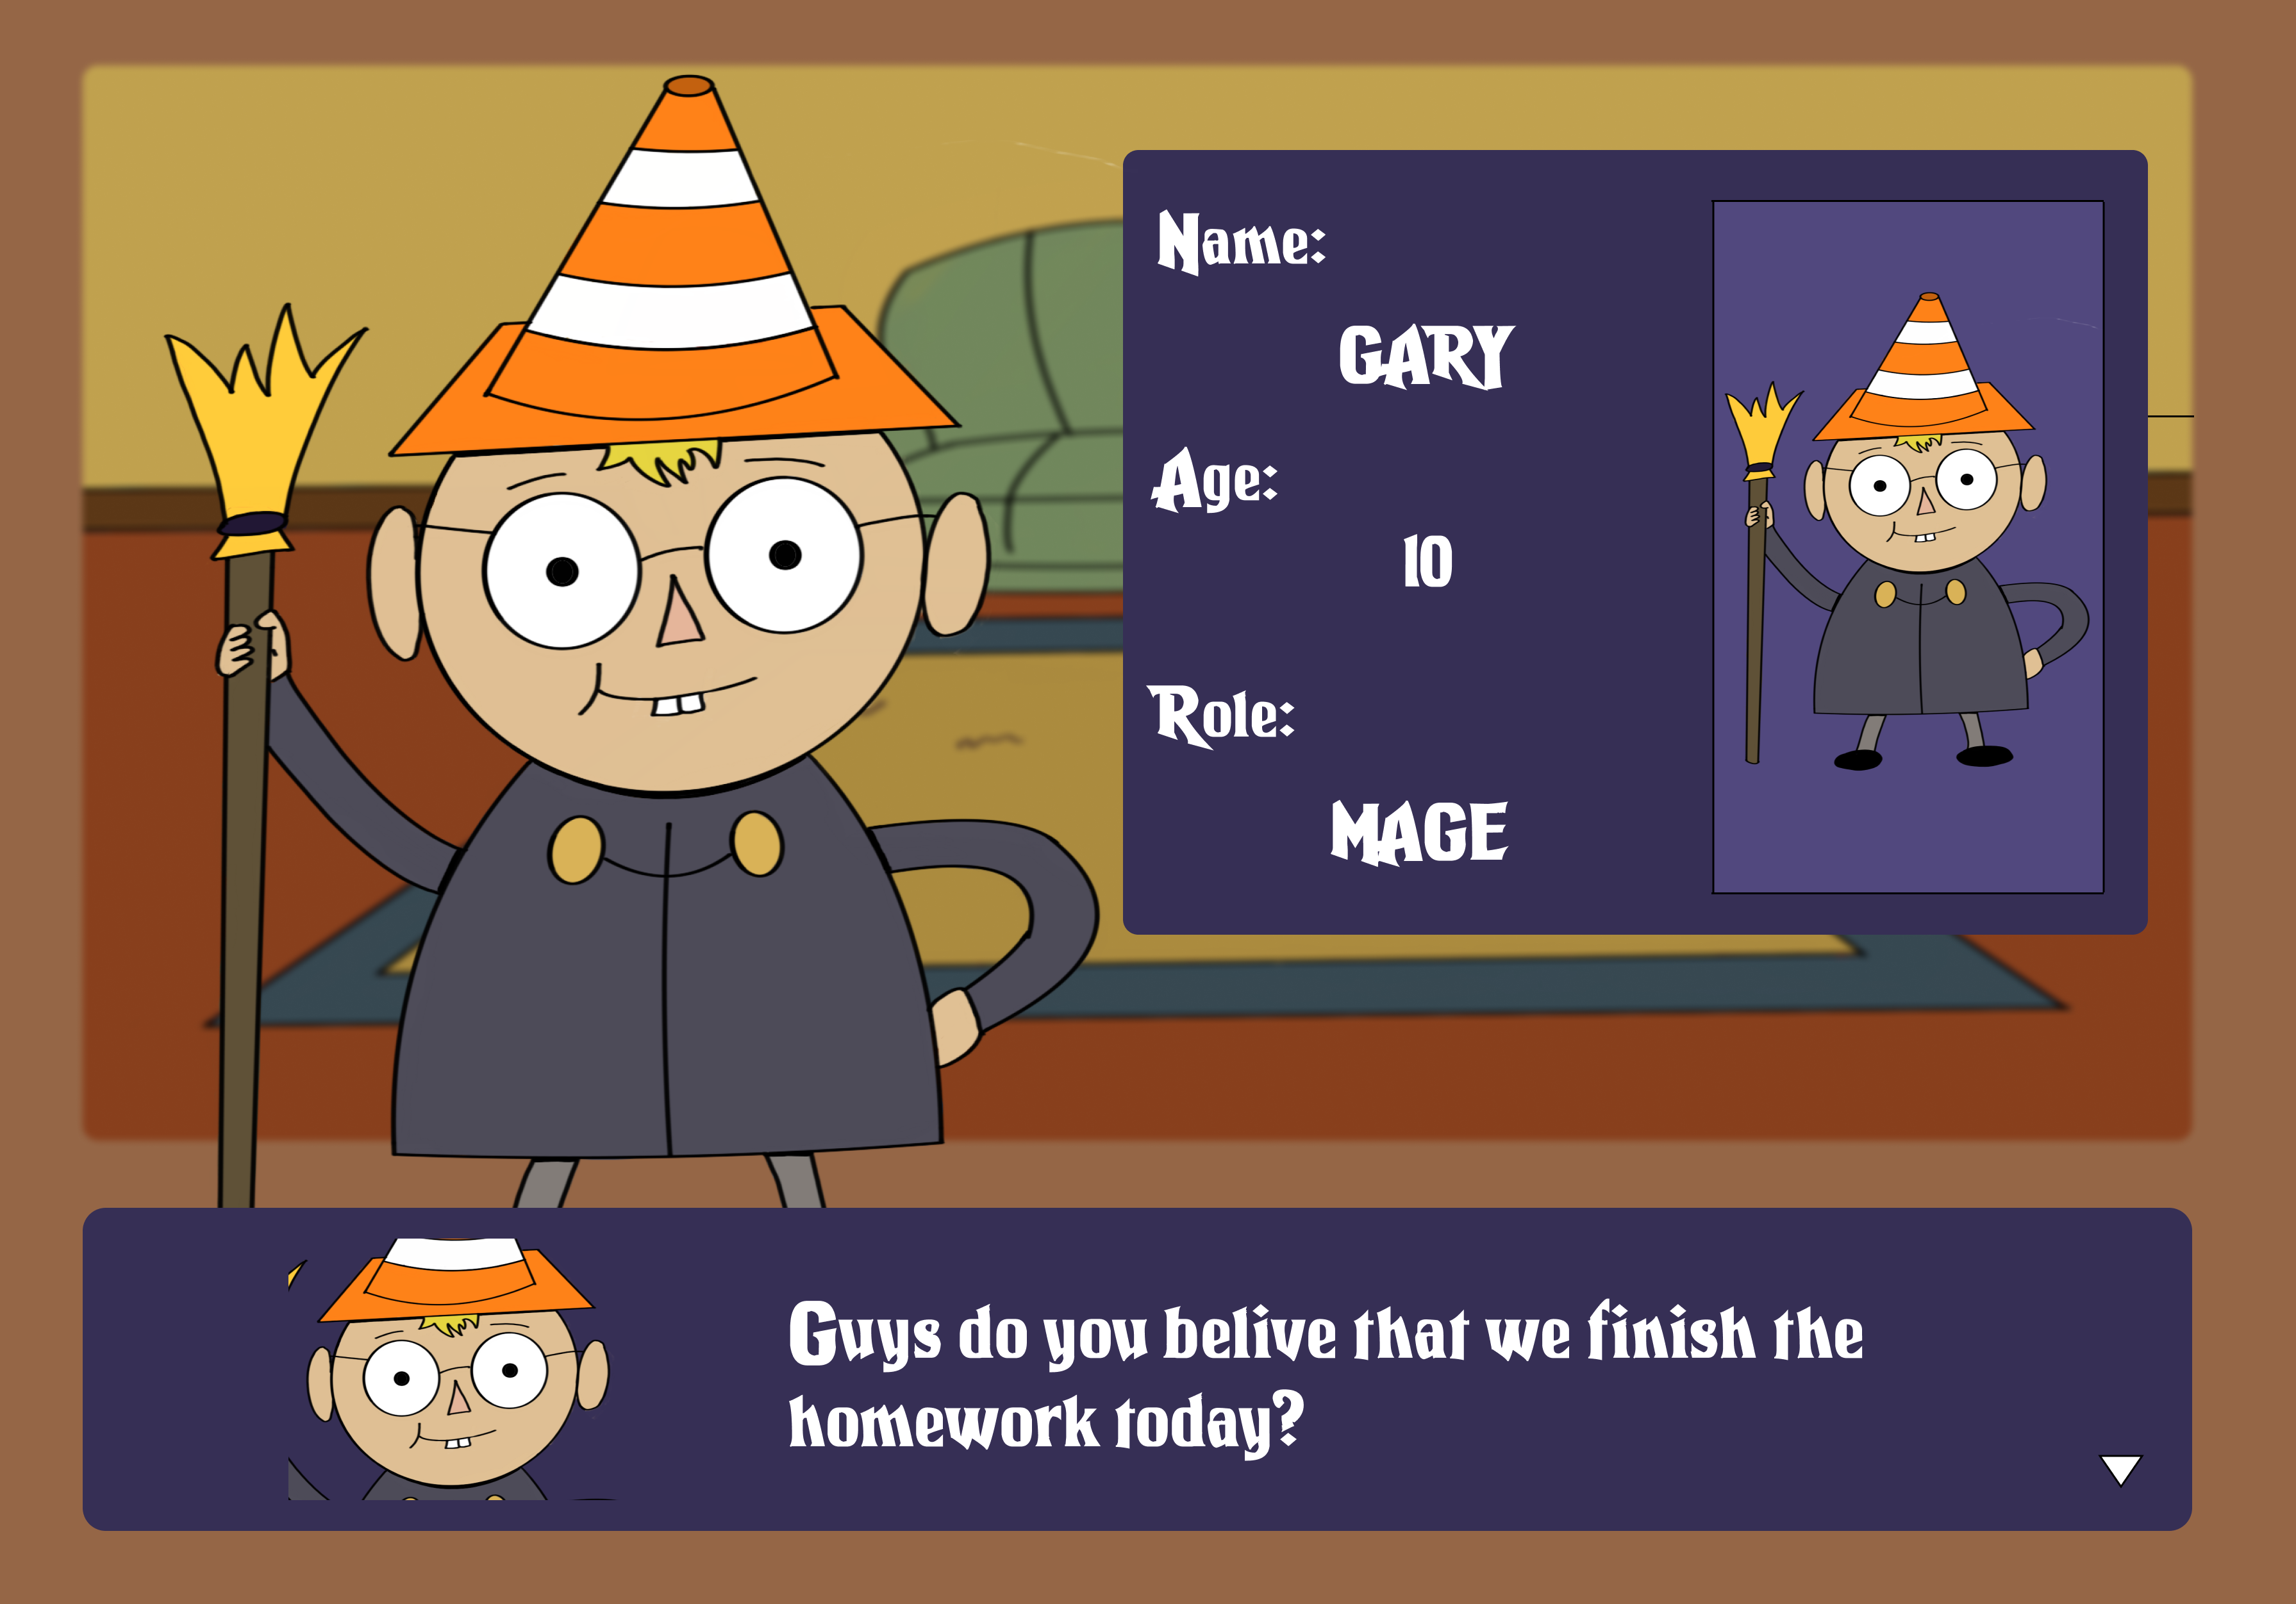 Name:
GARY
Age:
10
Role:
MAGE
Guys do you belive that we finish the
homework today?